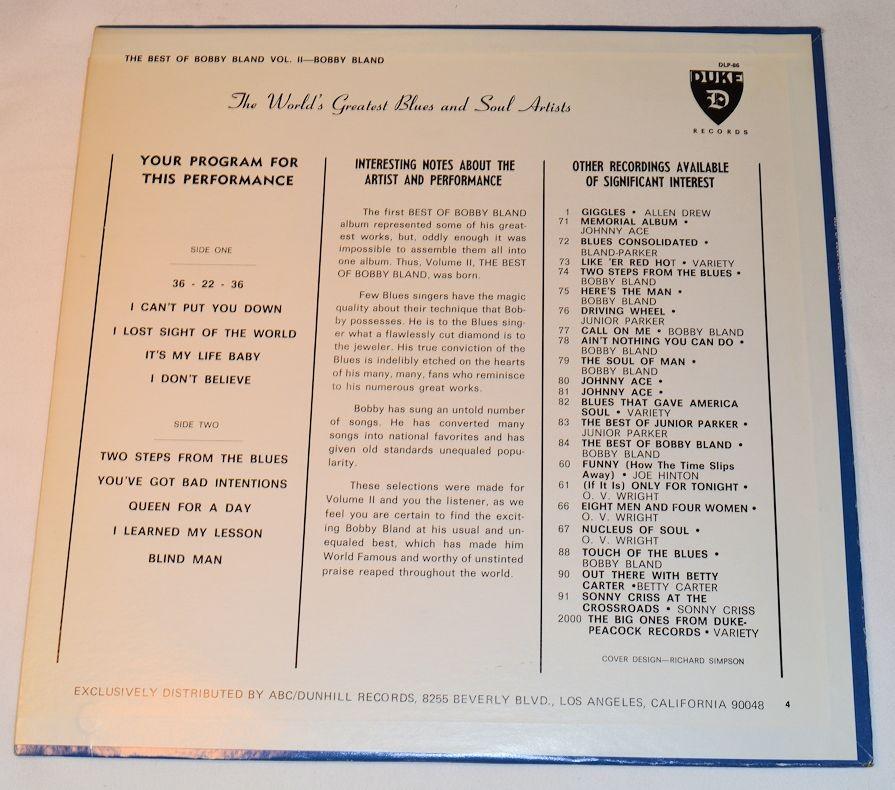 THE BEST OF BOBBY BLAND VOL. II—BOBBY BLAND
DLP-86
DUKE
D
RECORDS
The World's Greatest Blues and Soul Artists
YOUR PROGRAM FOR
THIS PERFORMANCE
SIDE ONE
36 - 22 - 36
I CAN'T PUT YOU DOWN
I LOST SIGHT OF THE WORLD
IT'S MY LIFE BABY
I DON'T BELIEVE
SIDE TWO
TWO STEPS FROM THE BLUES
YOU'VE GOT BAD INTENTIONS
QUEEN FOR A DAY
I LEARNED MY LESSON
BLIND MAN
INTERESTING NOTES ABOUT THE
ARTIST AND PERFORMANCE
The first BEST OF BOBBY BLAND
album represented some of his great-
est works, but, oddly enough it was
impossible to assemble them all into
one album. Thus, Volume II, THE BEST
OF BOBBY BLAND, was born.
Few Blues singers have the magic
quality about their technique that Bob-
by possesses. He is to the Blues sing-
er what a flawlessly cut diamond is to
the jeweler. His true conviction of the
Blues is indelibly etched on the hearts
of his many, many, fans who reminisce
to his numerous great works.
Bobby has sung an untold number
of songs. He has converted many
songs into national favorites and has
given old standards unequaled popu-
larity.
These selections were made for
Volume II and you the listener, as we
feel you are certain to find the excit-
ing Bobby Bland at his usual and un-
equaled best, which has made him
World Famous and worthy of unstinted
praise reaped throughout the world.
OTHER RECORDINGS AVAILABLE
OF SIGNIFICANT INTEREST
1 GIGGLES • ALLEN DREW
71 MEMORIAL ALBUM •
JOHNNY ACE
72 BLUES CONSOLIDATED •
BLAND-PARKER
73 LIKE 'ER RED HOT • VARIETY
74 TWO STEPS FROM THE BLUES •
BOBBY BLAND
75 HERE'S THE MAN •
BOBBY BLAND
76 DRIVING WHEEL •
JUNIOR PARKER
77 CALL ON ME • BOBBY BLAND
78 AIN'T NOTHING YOU CAN DO •
BOBBY BLAND
79 THE SOUL OF MAN •
BOBBY BLAND
80 JOHNNY ACE •
81 JOHNNY ACE •
82 BLUES THAT GAVE AMERICA
SOUL • VARIETY
83 THE BEST OF JUNIOR PARKER •
JUNIOR PARKER
84 THE BEST OF BOBBY BLAND •
BOBBY BLAND
60 FUNNY (How The Time Slips
Away) • JOE HINTON
61 (If It Is) ONLY FOR TONIGHT •
O. V. WRIGHT
66 EIGHT MEN AND FOUR WOMEN •
O. V. WRIGHT
67 NUCLEUS OF SOUL •
O. V. WRIGHT
88 TOUCH OF THE BLUES •
BOBBY BLAND
90 OUT THERE WITH BETTY
CARTER •BETTY CARTER
91 SONNY CRISS AT THE
CROSSROADS • SONNY CRISS
2000 THE BIG ONES FROM DUKE-
PEACOCK RECORDS • VARIETY
COVER DESIGN—RICHARD SIMPSON
EXCLUSIVELY DISTRIBUTED BY ABC/DUNHILL RECORDS, 8255 BEVERLY BLVD., LOS ANGELES, CALIFORNIA 90048 4